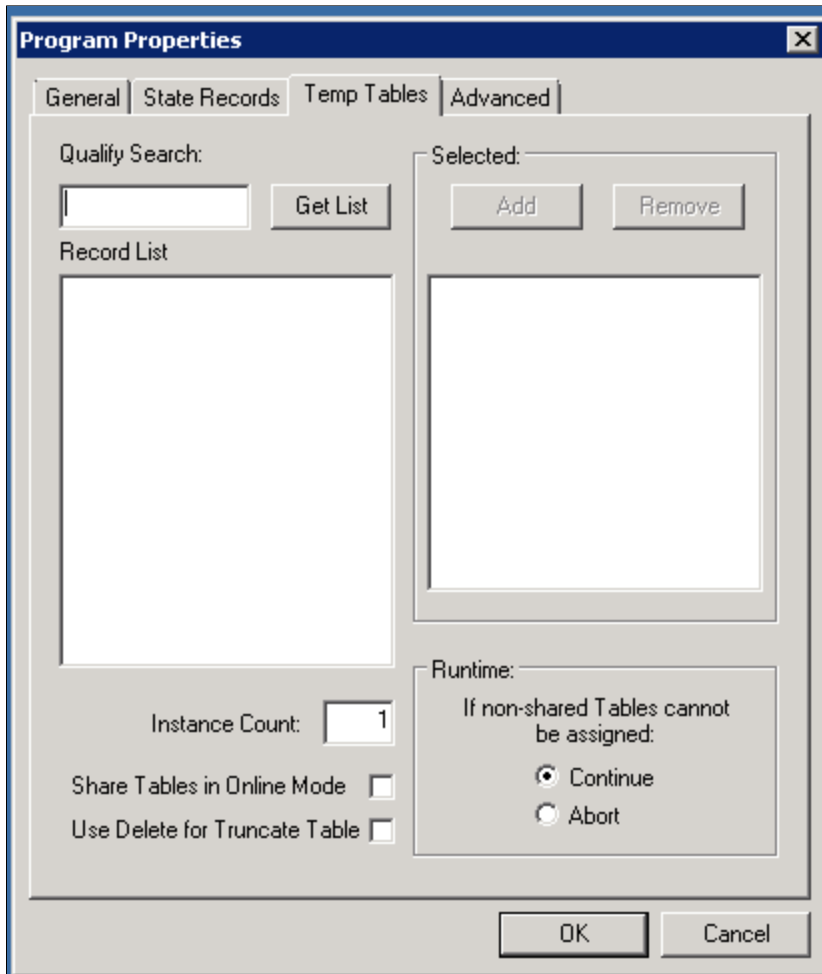 Program Properties
General State Records Temp Tables Advanced
Qualify Search:
Get List
Record List
Selected:
Add Remove
Instance Count: 1
Share Tables in Online Mode
Use Delete for Truncate Table
Runtime:
If non-shared Tables cannot
be assigned:
Continue
Abort
OK Cancel